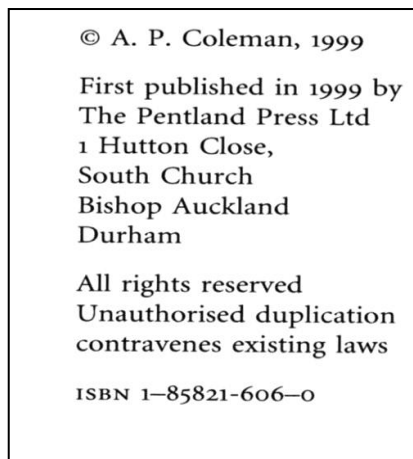 © A. P. Coleman, 1999
First published in 1999 by
The Pentland Press Ltd
1 Hutton Close,
South Church
Bishop Auckland
Durham
All rights reserved
Unauthorised duplication
contravenes existing laws
ISBN 1–85821-606–0